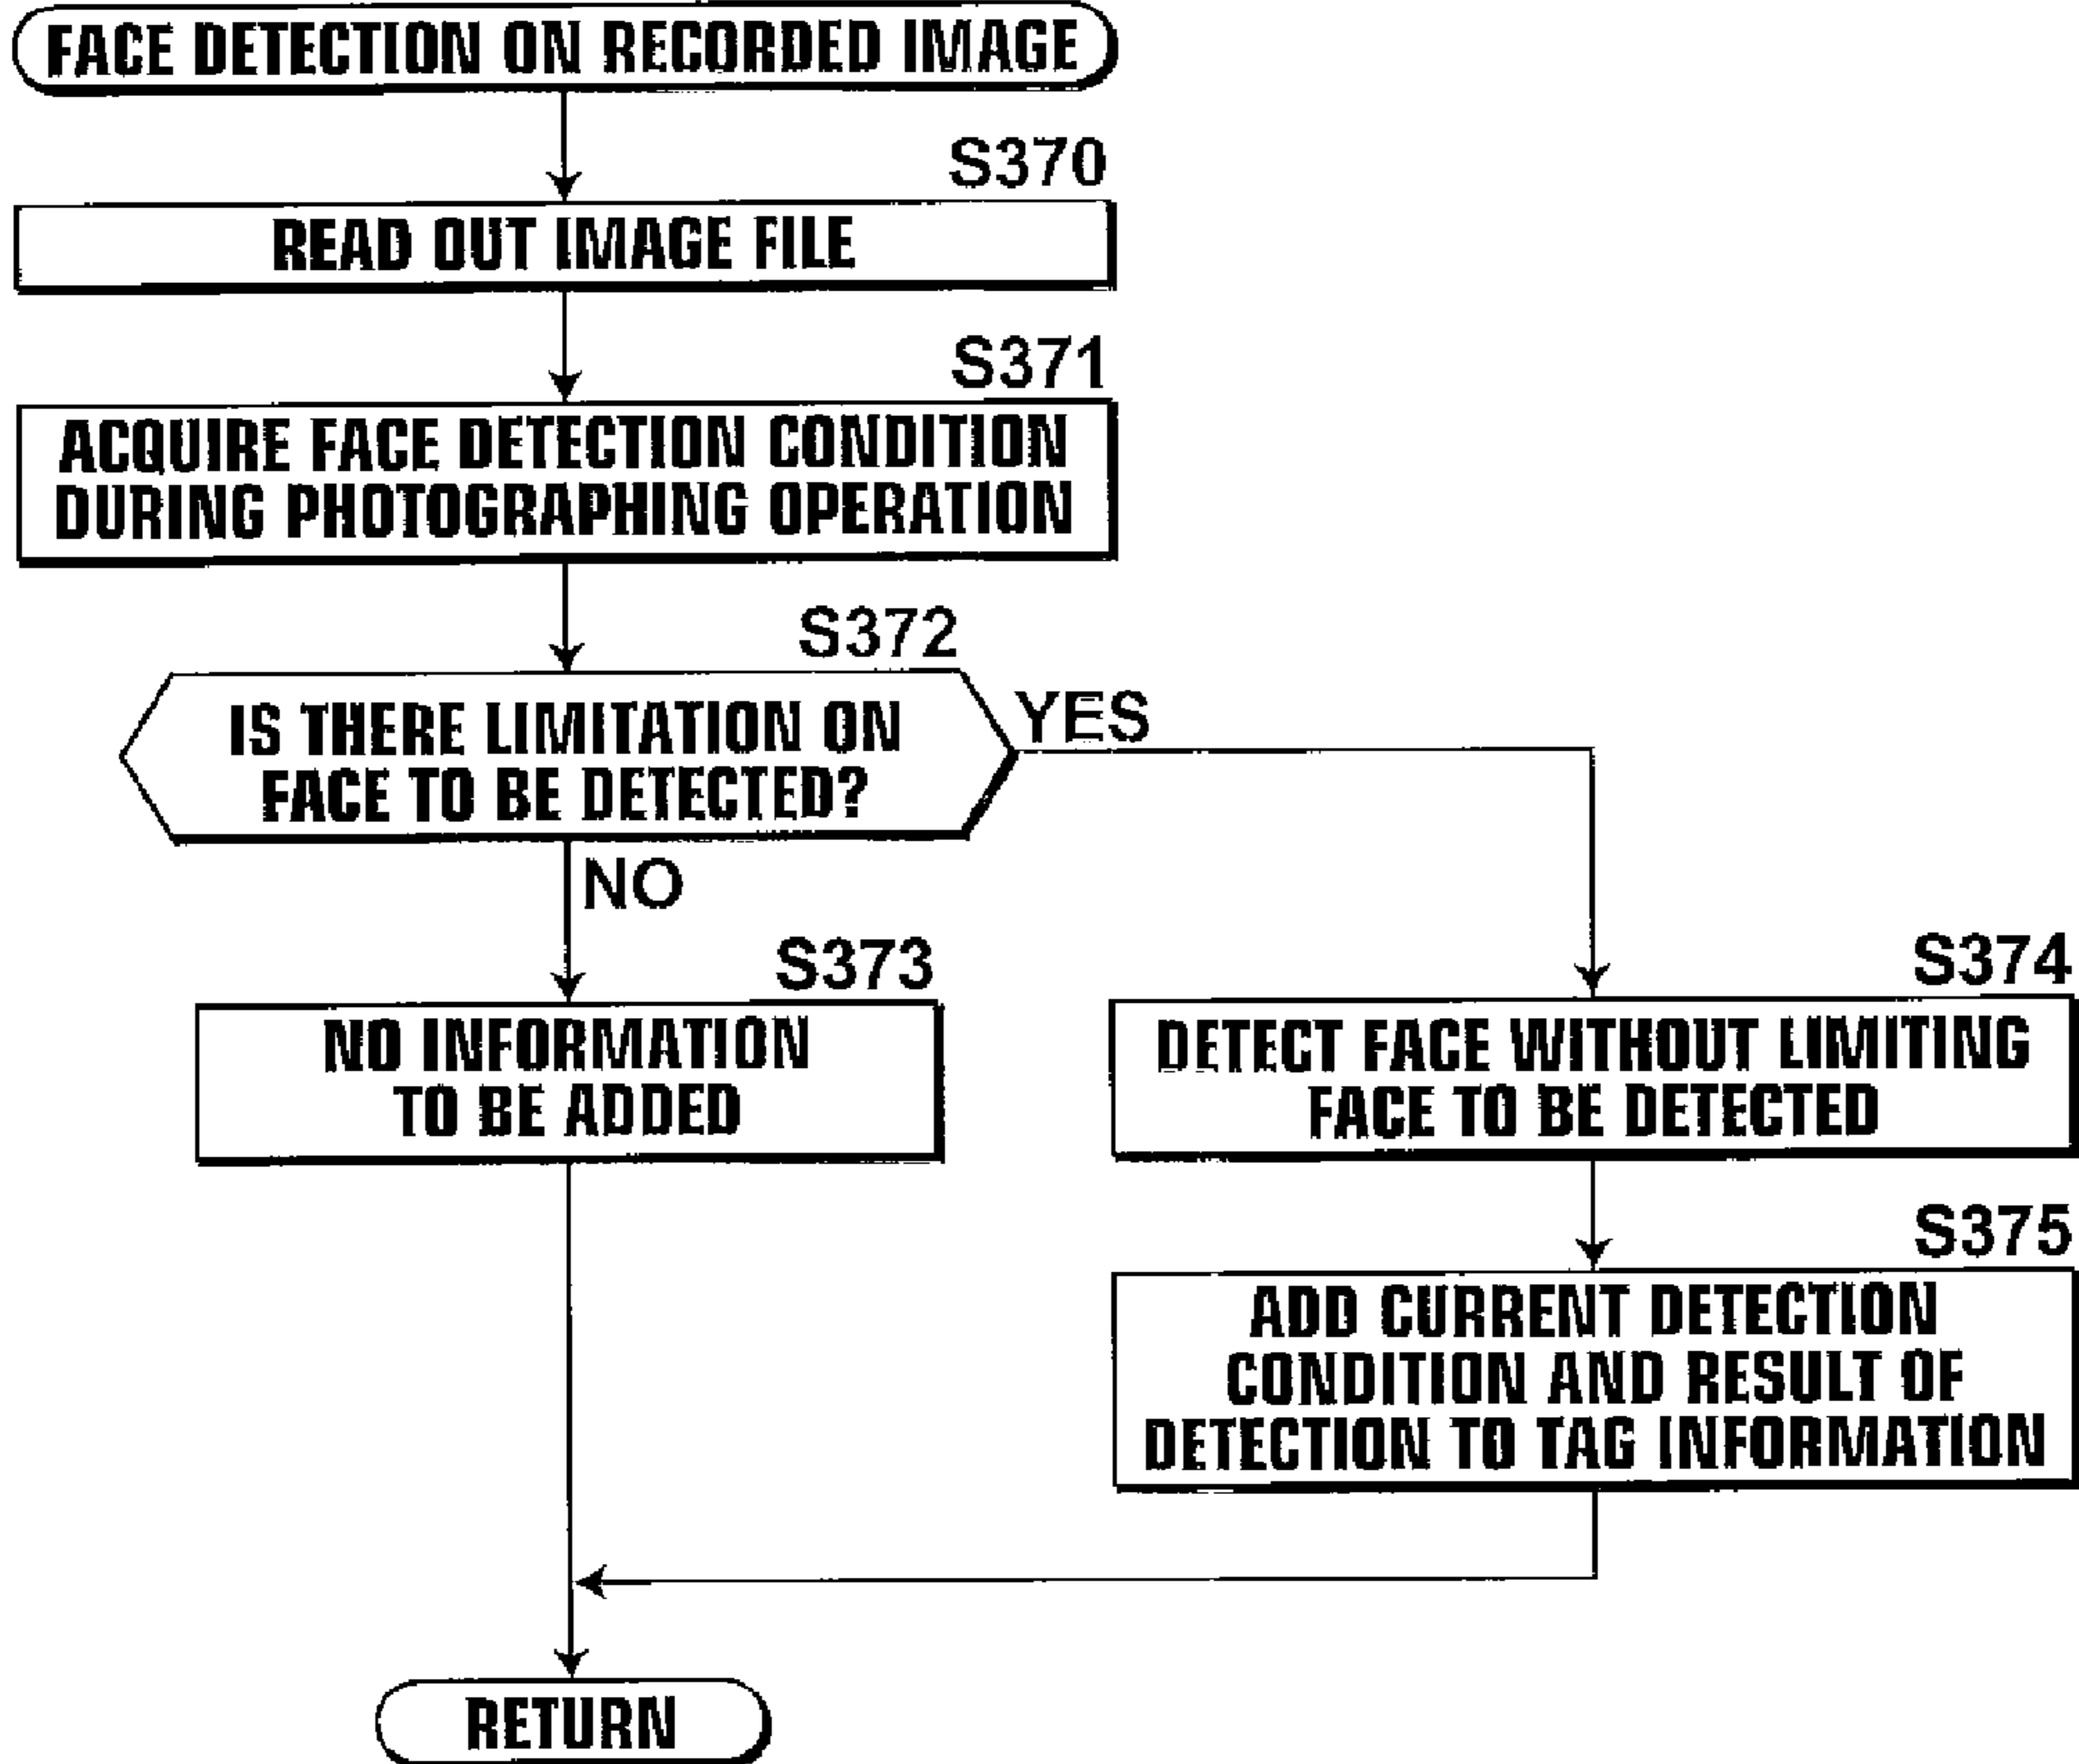 FACE DETECTION ON RECORDED IMAGE
S370
READ OUT IMAGE FILE
S371
ACQUIRE FACE DETECTION CONDITION
DURING PHOTOGRAPHING OPERATION
S372
IS THERE LIMITATION ON
FACE TO BE DETECTED?
YES
NO
S373
NO INFORMATION
TO BE ADDED
S374
DETECT FACE WITHOUT LIMITING
FACE TO BE DETECTED
S375
ADD CURRENT DETECTION
CONDITION AND RESULT OF
DETECTION TO TAG INFORMATION
RETURN